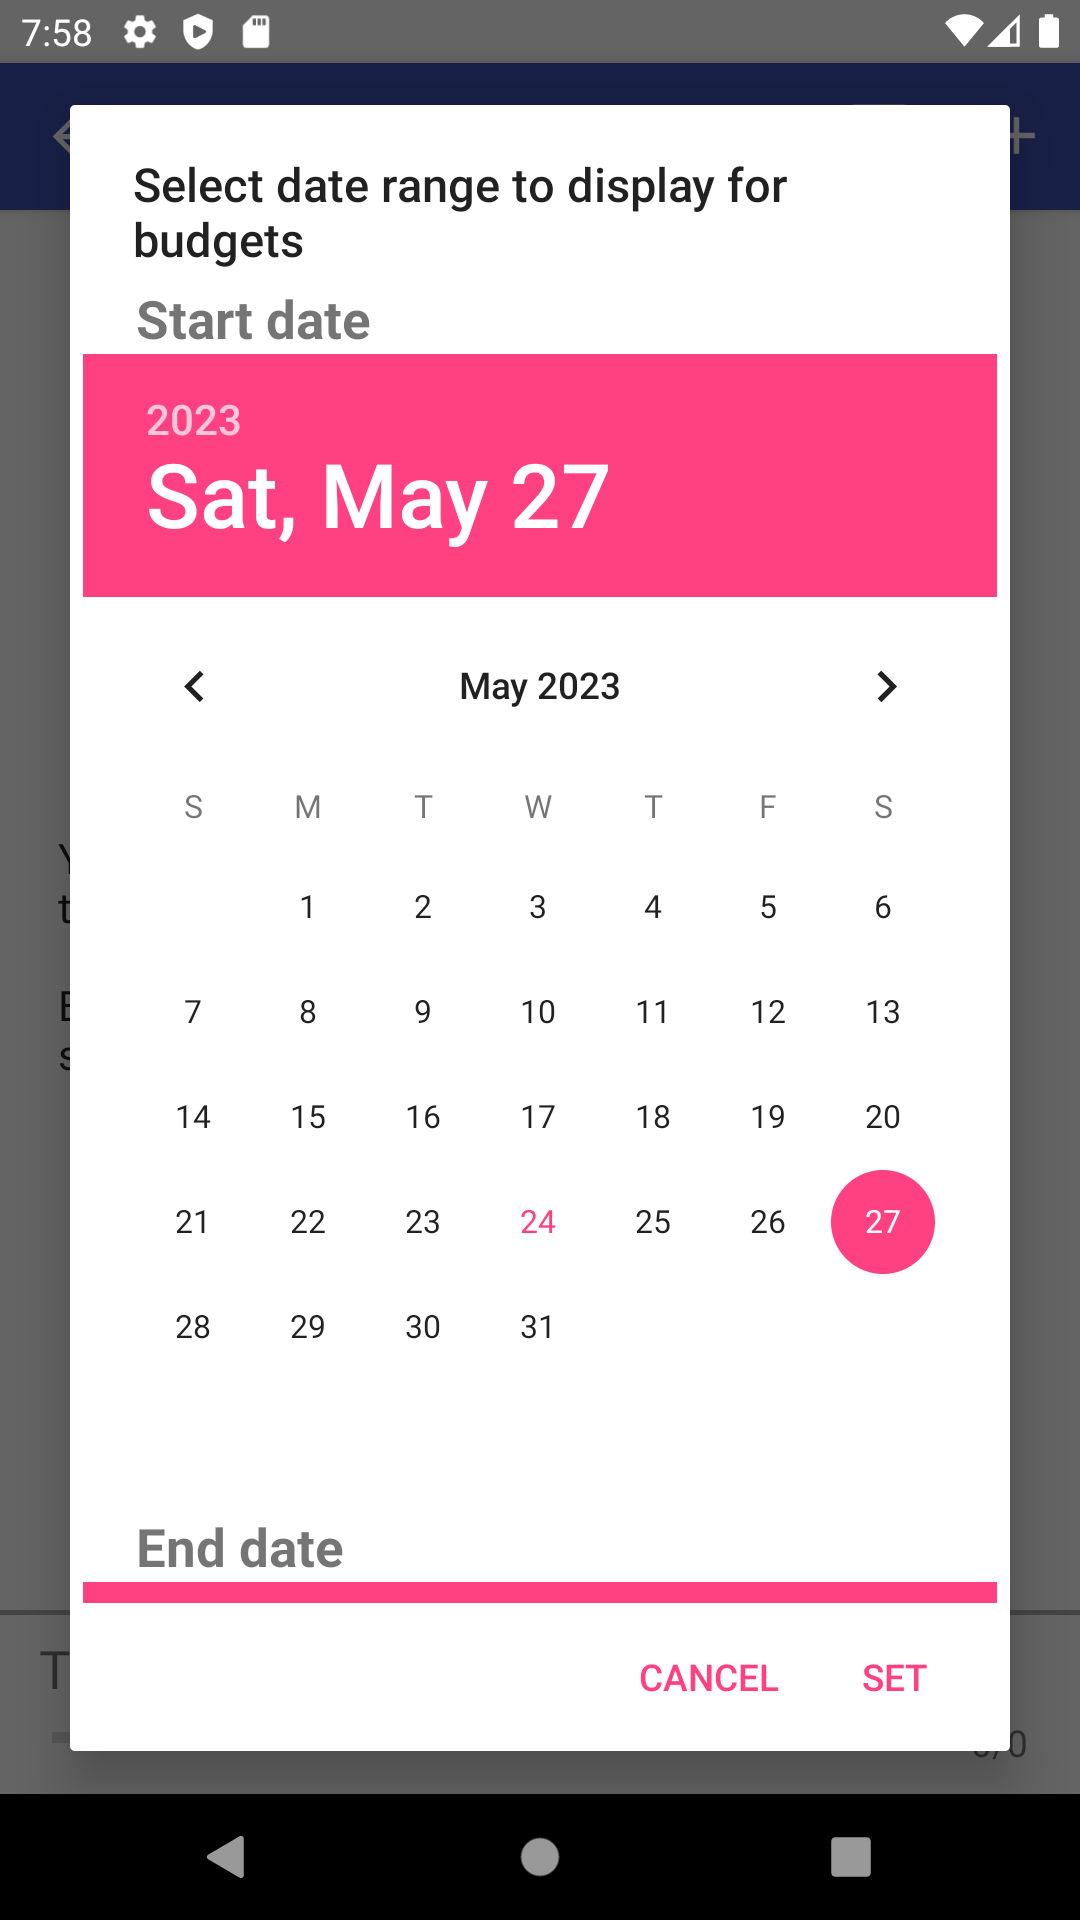 7:58
Select date range to display for
budgets
Start date
2023
Sat, May 27
May 2023
S M T W T F S
1 2 3 4 5 6
7 8 9 10 11 12 13
14 15 16 17 18 19 20
21 22 23 24 25 26 27
28 29 30 31
End date
CANCEL SET